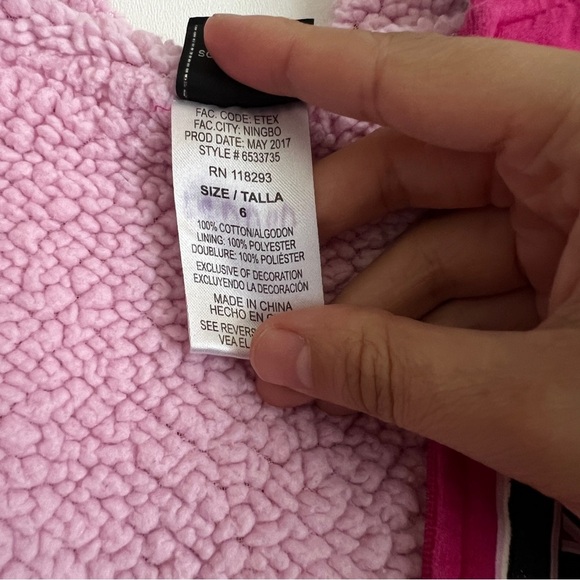 FAC. CODE: ETEX
FAC.CITY: NINGBO
PROD DATE: MAY 2017
STYLE # 6533735
RN 118293
SIZE / TALLA
6
100% COTTON/ALGODON
LINING: 100% POLYESTER
DOUBLURE: 100% POLIÉSTER
EXCLUSIVE OF DECORATION
EXCLUYENDO LA DECORACIÓN
MADE IN CHINA
HECHO EN
SEE
VEA EL